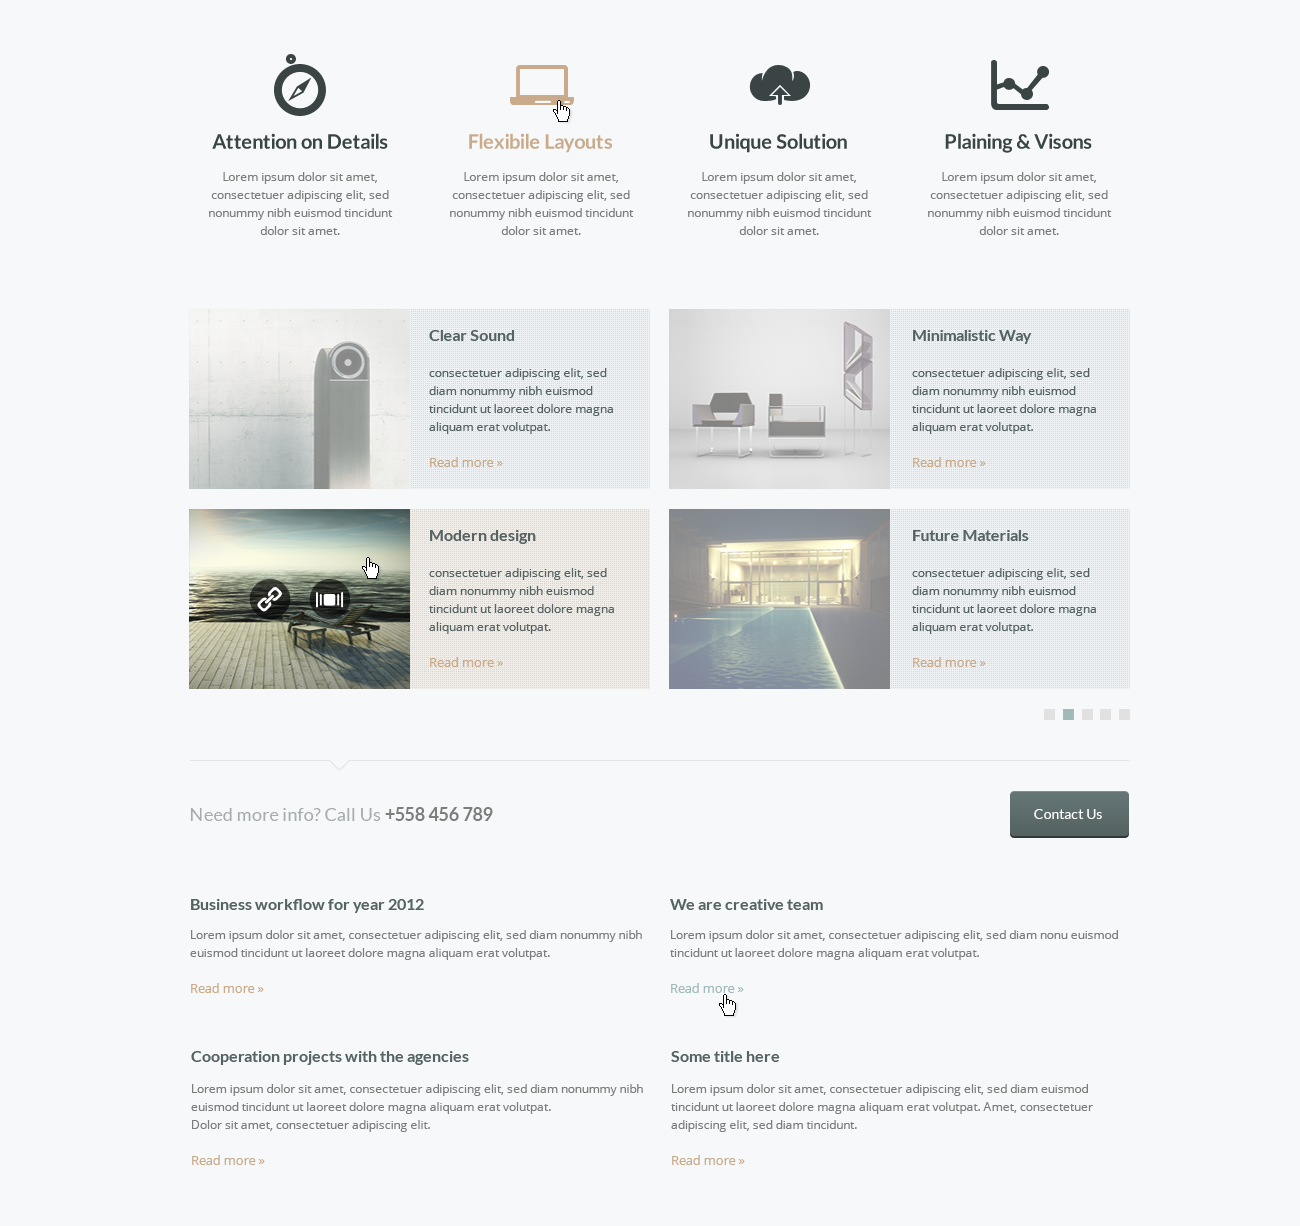 Attention on Details
Lorem ipsum dolor sit amet,
consectetuer adipiscing elit, sed
nonummy nibh euismod tincidunt
dolor sit amet.
Flexibile Layouts
Lorem ipsum dolor sit amet,
consectetuer adipiscing elit, sed
nonummy nibh euismod tincidunt
dolor sit amet.
Unique Solution
Lorem ipsum dolor sit amet,
consectetuer adipiscing elit, sed
nonummy nibh euismod tincidunt
dolor sit amet.
Plaining & Visons
Lorem ipsum dolor sit amet,
consectetuer adipiscing elit, sed
nonummy nibh euismod tincidunt
dolor sit amet.
Clear Sound
consectetuer adipiscing elit, sed
diam nonummy nibh euismod
tincidunt ut laoreet dolore magna
aliquam erat volutpat.
Read more »
Minimalistic Way
consectetuer adipiscing elit, sed
diam nonummy nibh euismod
tincidunt ut laoreet dolore magna
aliquam erat volutpat.
Read more »
Modern design
consectetuer adipiscing elit, sed
diam nonummy nibh euismod
tincidunt ut laoreet dolore magna
aliquam erat volutpat.
Read more »
Future Materials
consectetuer adipiscing elit, sed
diam nonummy nibh euismod
tincidunt ut laoreet dolore magna
aliquam erat volutpat.
Read more »
Need more info? Call Us +558 456 789
Contact Us
Business workflow for year 2012
Lorem ipsum dolor sit amet, consectetuer adipiscing elit, sed diam nonummy nibh
euismod tincidunt ut laoreet dolore magna aliquam erat volutpat.
Read more »
We are creative team
Lorem ipsum dolor sit amet, consectetuer adipiscing elit, sed diam nonu euismod
tincidunt ut laoreet dolore magna aliquam erat volutpat.
Read more »
Cooperation projects with the agencies
Lorem ipsum dolor sit amet, consectetuer adipiscing elit, sed diam nonummy nibh
euismod tincidunt ut laoreet dolore magna aliquam erat volutpat.
Dolor sit amet, consectetuer adipiscing elit.
Read more »
Some title here
Lorem ipsum dolor sit amet, consectetuer adipiscing elit, sed diam euismod
tincidunt ut laoreet dolore magna aliquam erat volutpat. Amet, consectetuer
adipiscing elit, sed diam tincidunt.
Read more »